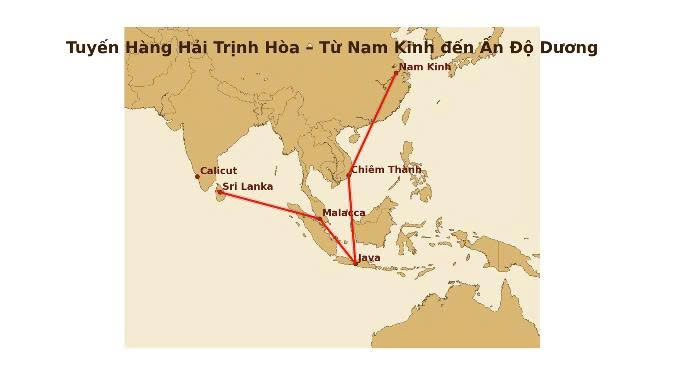 Tuyến Hàng Hải Trịnh Hòa – Từ Nam Kinh đến Ấn Độ Dương
Nam Kinh
Calicut
Chiêm Thành
Sri Lanka
Malacca
Java